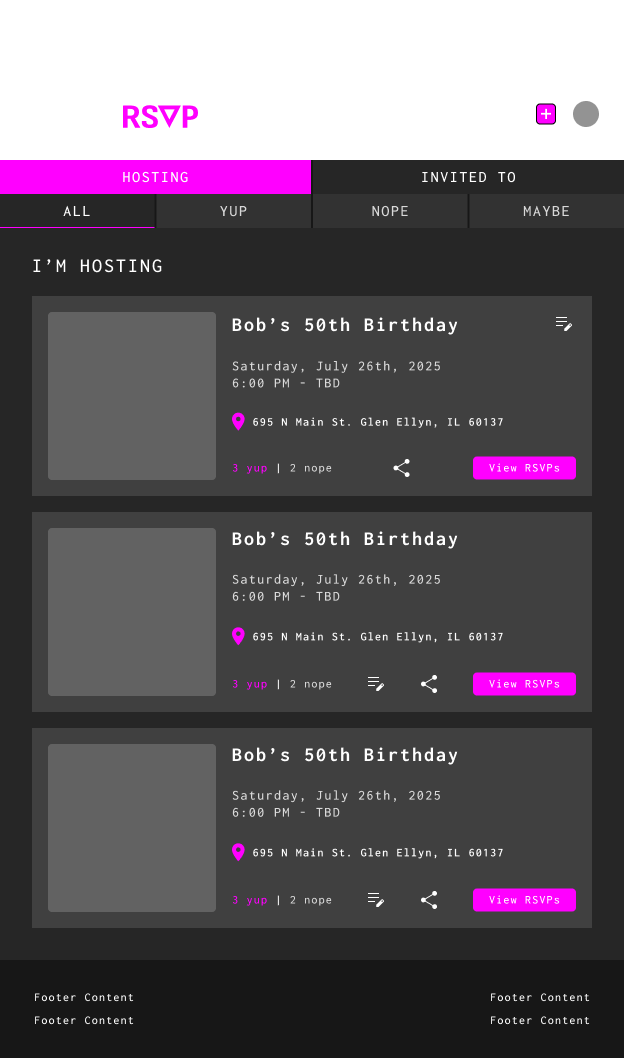 RSVP
HOSTING
INVITED TO
ALL
YUP
NOPE
MAYBE
I’M HOSTING
Bob’s 50th Birthday
Saturday, July 26th, 2025
6:00 PM - TBD
695 N Main St. Glen Ellyn, IL 60137
3 yup | 2 nope
View RSVPs
Bob’s 50th Birthday
Saturday, July 26th, 2025
6:00 PM - TBD
695 N Main St. Glen Ellyn, IL 60137
3 yup | 2 nope
View RSVPs
Bob’s 50th Birthday
Saturday, July 26th, 2025
6:00 PM - TBD
695 N Main St. Glen Ellyn, IL 60137
3 yup | 2 nope
View RSVPs
Footer Content
Footer Content
Footer Content
Footer Content